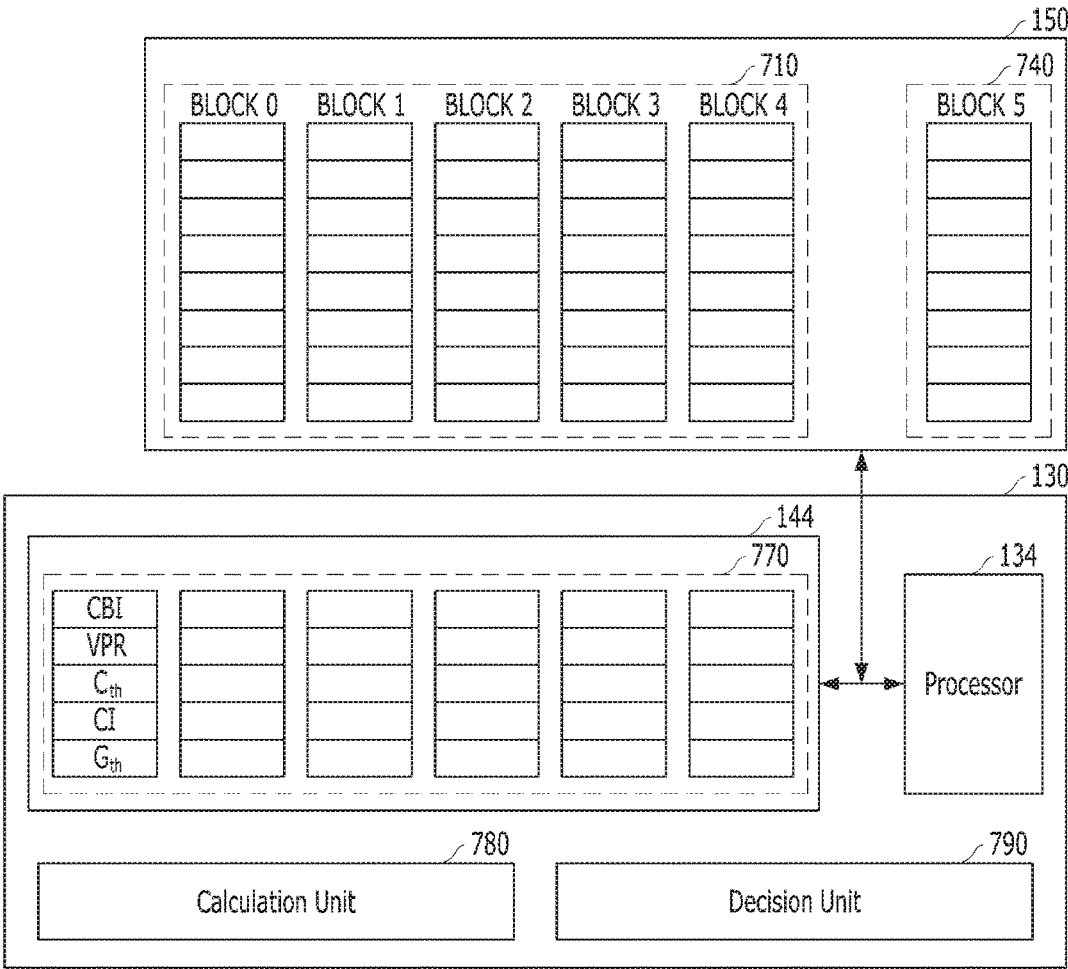 150
710 740
BLOCK 0 BLOCK 1 BLOCK 2 BLOCK 3 BLOCK 4 BLOCK 5
130
144
770 134
CBI
VPR
Cth
CI
Gth
Processor
780 790
Calculation Unit Decision Unit